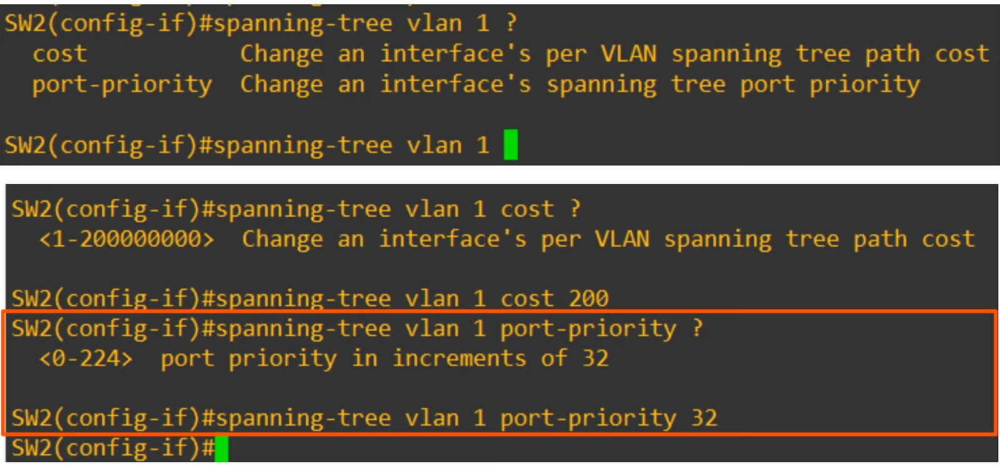 SW2(config-if)#spanning-tree vlan 1 ?
cost Change an interface's per VLAN spanning tree path cost
port-priority Change an interface's spanning tree port priority
SW2(config-if)#spanning-tree vlan 1
SW2(config-if)#spanning-tree vlan 1 cost ?
<1-200000000> Change an interface's per VLAN spanning tree path cost
SW2(config-if)#spanning-tree vlan 1 cost 200
SW2(config-if)#spanning-tree vlan 1 port-priority ?
<0-224> port priority in increments of 32
SW2(config-if)#spanning-tree vlan 1 port-priority 32
SW2(config-if)#